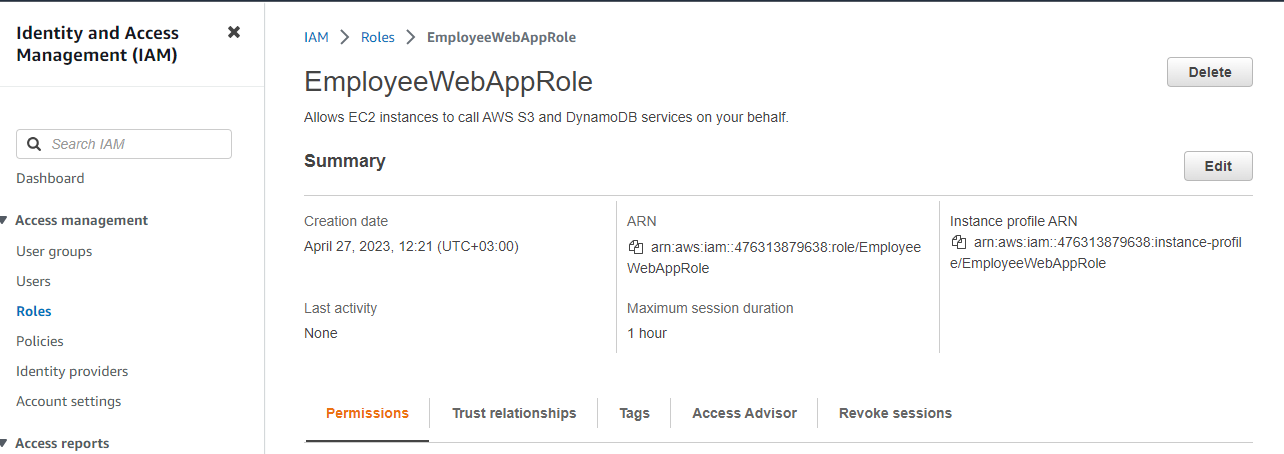 Identity and Access
Management (IAM)
Search IAM
Dashboard
Access management
User groups
Users
Roles
Policies
Identity providers
Account settings
Access reports
IAM > Roles > EmployeeWebAppRole
EmployeeWebAppRole
Delete
Allows EC2 instances to call AWS S3 and DynamoDB services on your behalf.
Summary
Edit
Creation date
April 27, 2023, 12:21 (UTC+03:00)
Last activity
None
ARN
arn:aws:iam::476313879638:role/Employee
WebAppRole
Maximum session duration
1 hour
Instance profile ARN
arn:aws:iam::476313879638:instance-profil
e/EmployeeWebAppRole
Permissions
Trust relationships
Tags
Access Advisor
Revoke sessions